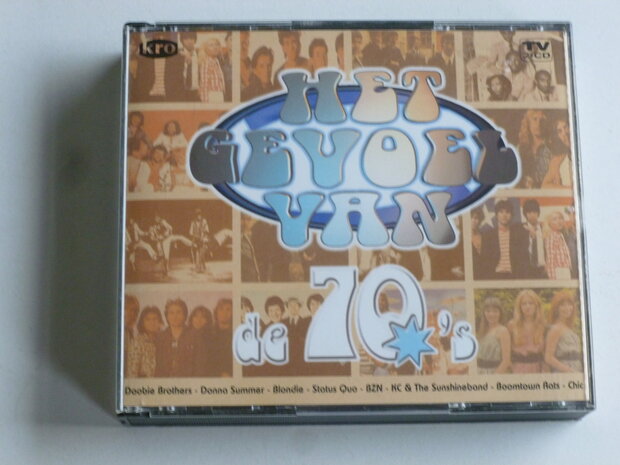 kro
TV
2CD
HET
GEVOEL
VAN
de 70's
Doobie Brothers - Donna Summer - Blondie - Status Quo - BZN - KC & The Sunshineband - Boomtown Rats - Chic